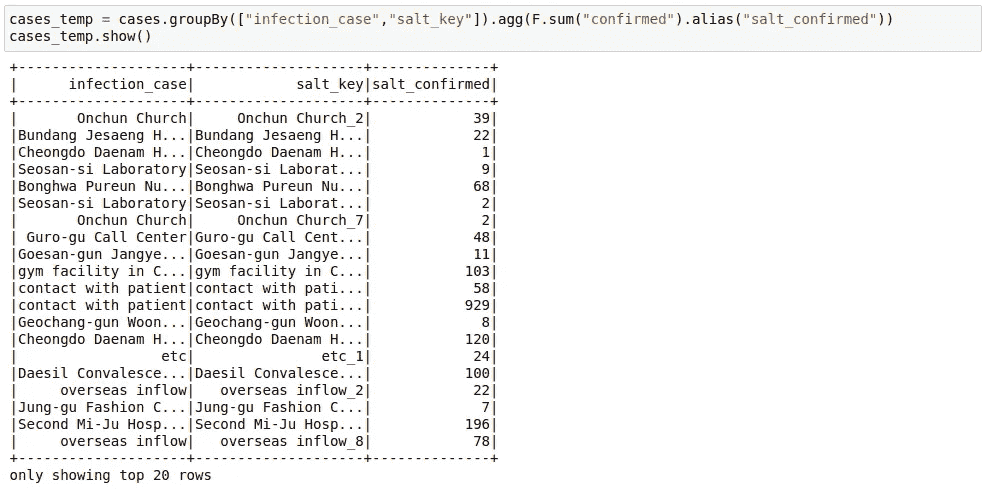 cases_temp = cases.groupBy(["infection_case","salt_key"]).agg(F.sum("confirmed").alias("salt_confirmed"))
cases_temp.show()
+--------------------+--------------------+--------------+
|      infection_case|            salt_key|salt_confirmed|
+--------------------+--------------------+--------------+
|       Onchun Church|     Onchun Church_2|            39|
|Bundang Jesaeng H...|Bundang Jesaeng H...|            22|
|Cheongdo Daenam H...|Cheongdo Daenam H...|             1|
|Seosan-si Laboratory|Seosan-si Laborat...|             9|
|Bonghwa Pureun Nu...|Bonghwa Pureun Nu...|            68|
|Seosan-si Laboratory|Seosan-si Laborat...|             2|
|       Onchun Church|     Onchun Church_7|             2|
| Guro-gu Call Center|Guro-gu Call Cent...|            48|
|Goesan-gun Jangye...|Goesan-gun Jangye...|            11|
|gym facility in C...|gym facility in C...|           103|
|contact with patient|contact with pati...|            58|
|contact with patient|contact with pati...|           929|
|Geochang-gun Woon...|Geochang-gun Woon...|             8|
|Cheongdo Daenam H...|Cheongdo Daenam H...|           120|
|                 etc|               etc_1|            24|
|Daesil Convalesce...|Daesil Convalesce...|           100|
|     overseas inflow|   overseas inflow_2|            22|
|Jung-gu Fashion C...|Jung-gu Fashion C...|             7|
|Second Mi-Ju Hosp...|Second Mi-Ju Hosp...|           196|
|     overseas inflow|   overseas inflow_8|            78|
+--------------------+--------------------+--------------+
only showing top 20 rows